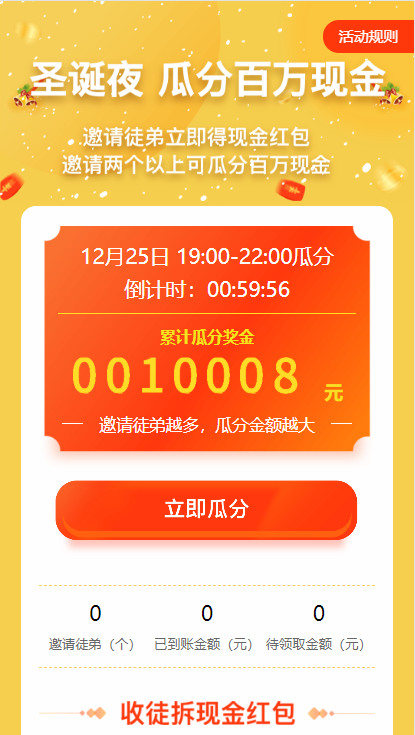 活动规则
圣诞夜 瓜分百万现金
邀请徒弟立即得现金红包
邀请两个以上可瓜分百万现金
12月25日 19:00-22:00瓜分
倒计时：00:59:56
累计瓜分奖金
0010008 元
邀请徒弟越多，瓜分金额越大
立即瓜分
0 0 0
邀请徒弟（个） 已到账金额（元） 待领取金额（元）
收徒拆现金红包